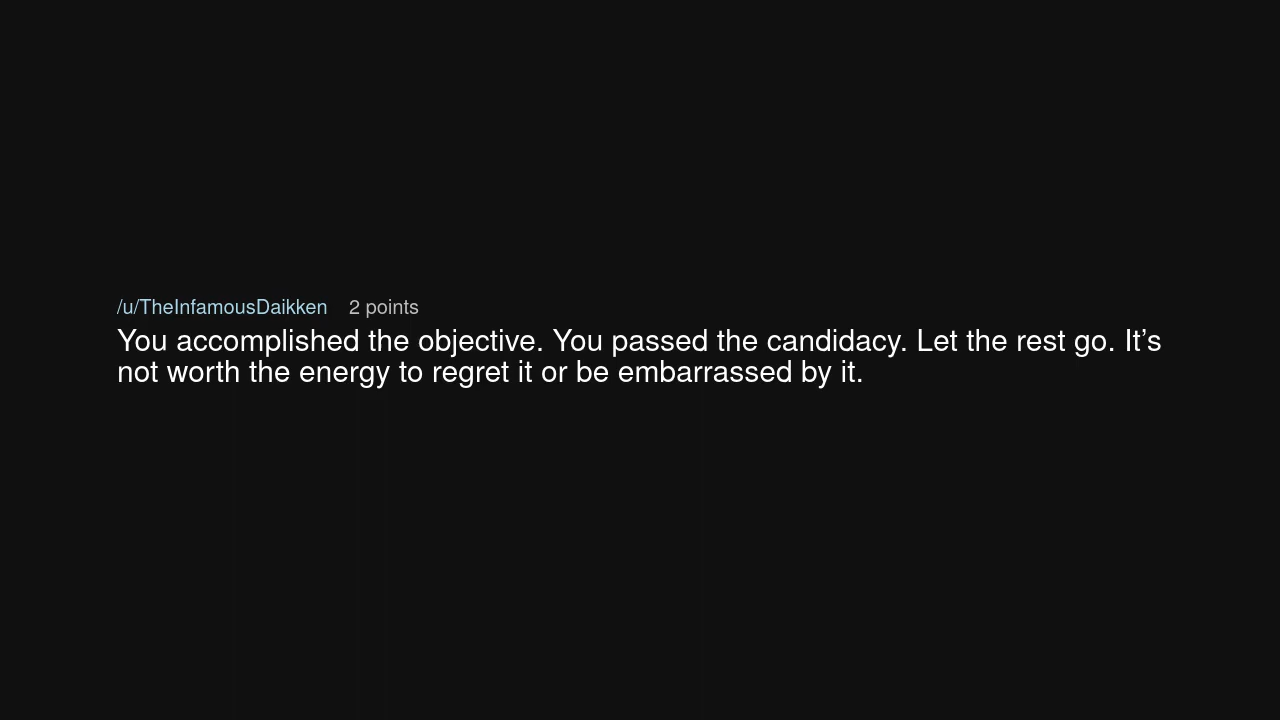 /u/TheInfamousDaikken 2 points
You accomplished the objective. You passed the candidacy. Let the rest go. It’s
not worth the energy to regret it or be embarrassed by it.